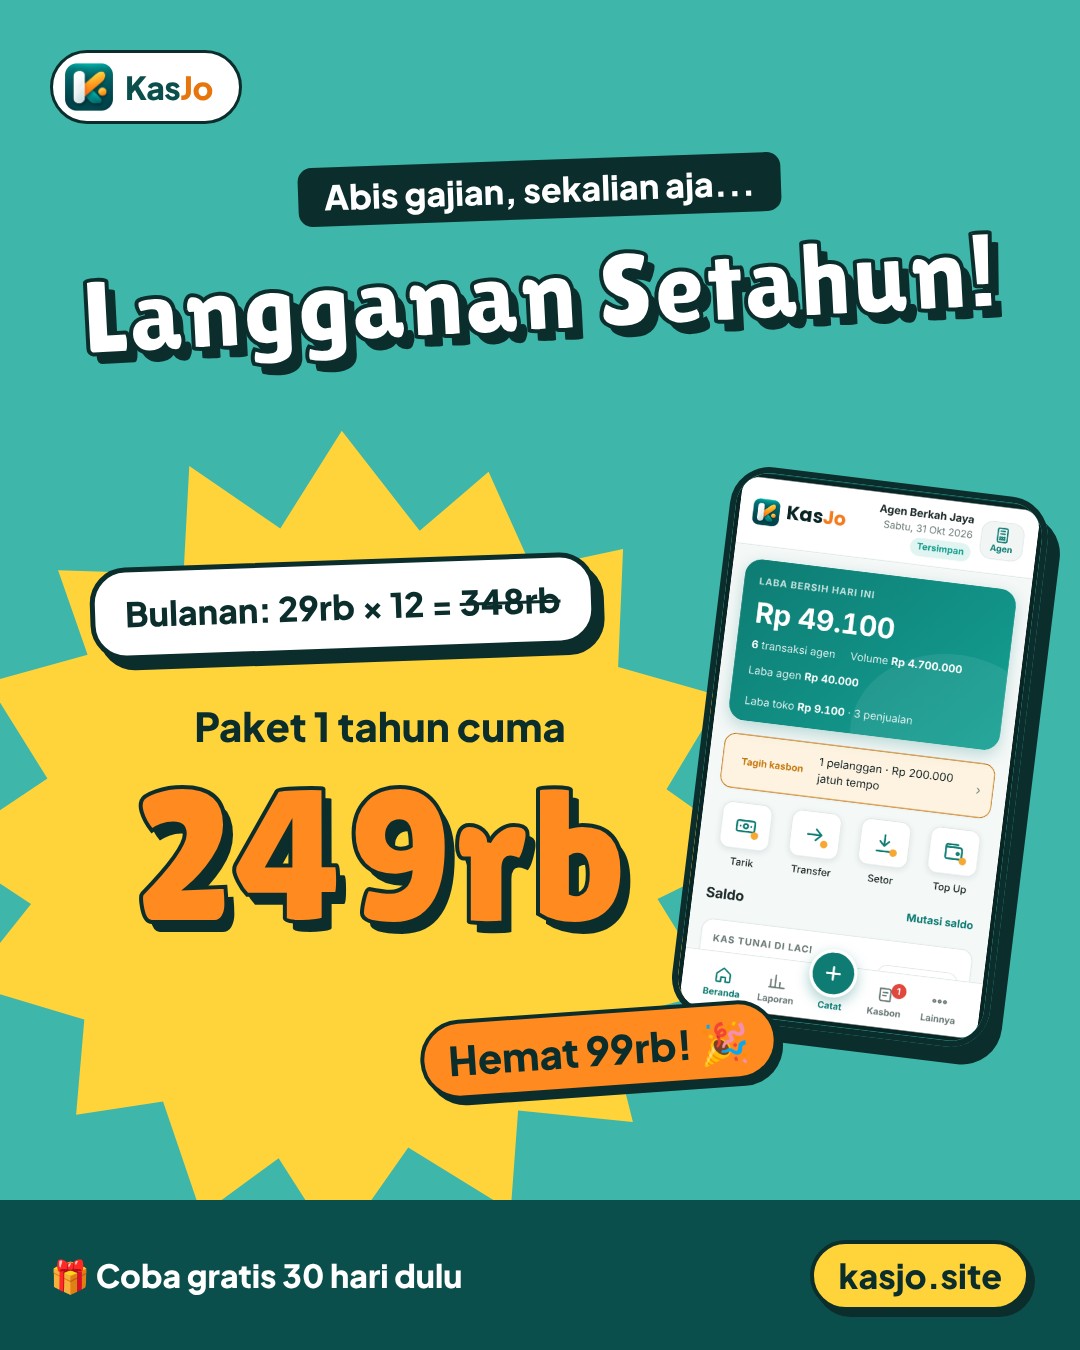 KasJo
Abis gajian, sekalian aja...
Langganan Setahun!
Bulanan: 29rb × 12 = 348rb
Paket 1 tahun cuma
249rb
Hemat 99rb! 🎉
KasJo
Agen Berkah Jaya
Sabtu, 31 Okt 2026
Tersimpan
Agen
LABA BERSIH HARI INI
Rp 49.100
6 transaksi agen Volume Rp 4.700.000
Laba agen Rp 40.000
Laba toko Rp 9.100 · 3 penjualan
Tagih kasbon
1 pelanggan · Rp 200.000
jatuh tempo
›
Tarik Transfer Setor Top Up
Saldo
Mutasi saldo
KAS TUNAI DI LACI
Beranda Laporan Catat Kasbon Lainnya
1
🎁 Coba gratis 30 hari dulu
kasjo.site